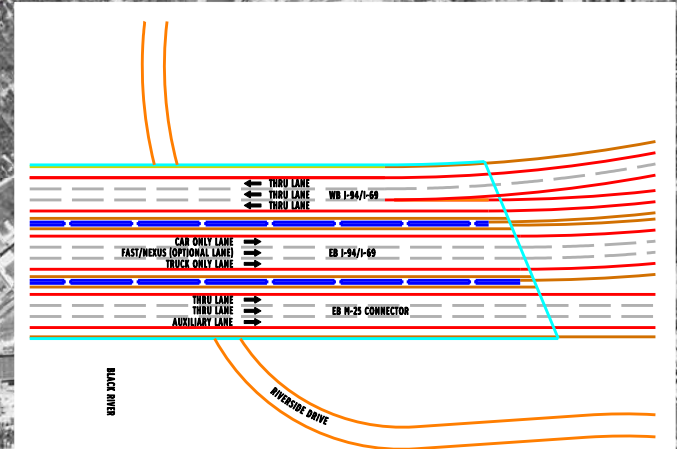 THRU LANE
THRU LANE WB I-94/I-69
THRU LANE
CAR ONLY LANE
FAST/NEXUS (OPTIONAL LANE) EB I-94/I-69
TRUCK ONLY LANE
THRU LANE
THRU LANE EB M-25 CONNECTOR
AUXILIARY LANE
BLACK RIVER
RIVERSIDE DRIVE